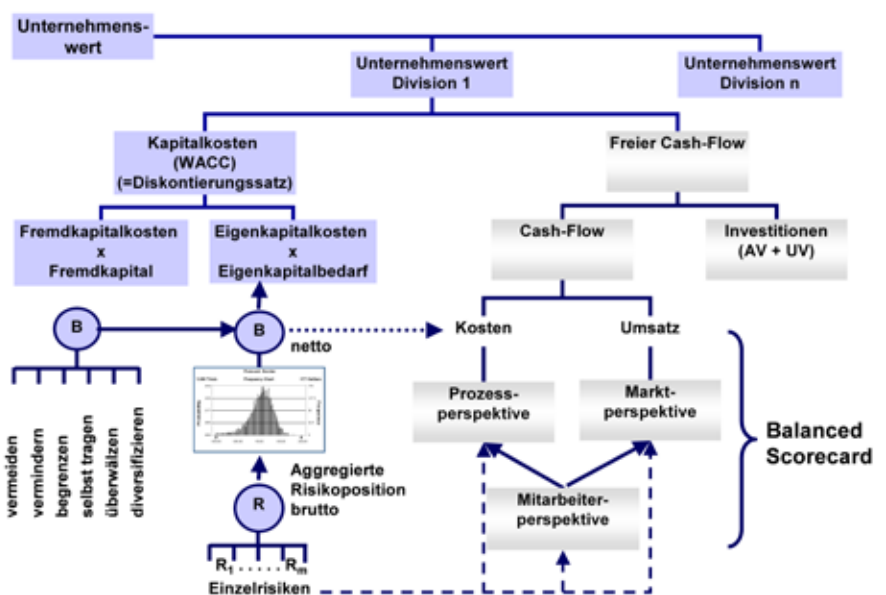 Unternehmens-
wert
Unternehmenswert
Division 1
Unternehmenswert
Division n
Kapitalkosten
(WACC)
(=Diskontierungssatz)
Freier Cash-Flow
Fremdkapitalkosten
x
Fremdkapital
Eigenkapitalkosten
x
Eigenkapitalbedarf
Cash-Flow
Investitionen
(AV + UV)
B
B
netto
Kosten
Umsatz
vermeiden
vermindern
begrenzen
selbst tragen
überwälzen
diversifizieren
Prozess-
perspektive
Markt-
perspektive
Balanced
Scorecard
Aggregierte
Risikoposition
brutto
R
Mitarbeiter-
perspektive
R1 . . . . . Rm
Einzelrisiken